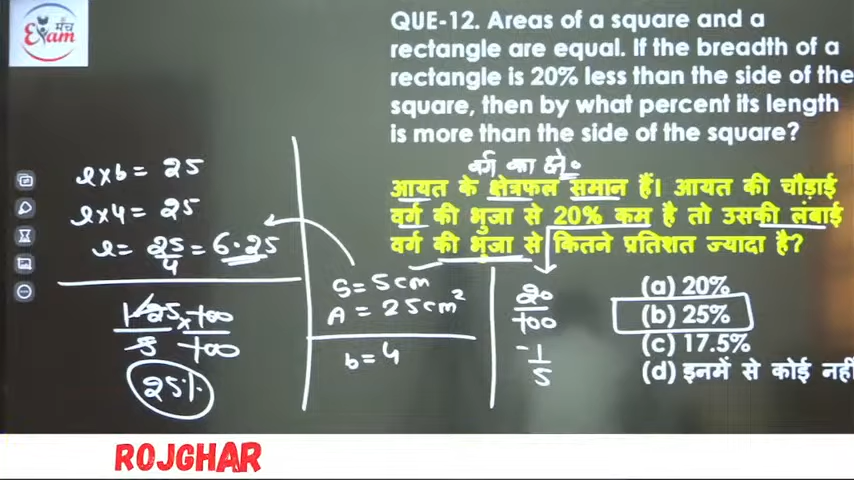 मंच
Exam
QUE-12. Areas of a square and a
rectangle are equal. If the breadth of a
rectangle is 20% less than the side of the
square, then by what percent its length
is more than the side of the square?
वर्ग का क्षे०
आयत के क्षेत्रफल समान हैं। आयत की चौड़ाई
वर्ग की भुजा से 20% कम है तो उसकी लंबाई
वर्ग की भुजा से कितने प्रतिशत ज्यादा है?
(a) 20%
(b) 25%
(c) 17.5%
(d) इनमें से कोई नही
l×b = 25
l×4 = 25
l = 25/4 = 6.25
1.25/5 × 100/100
25%
S = 5cm
A = 25cm²
b = 4
20/100
-1/5
ROJGHAR